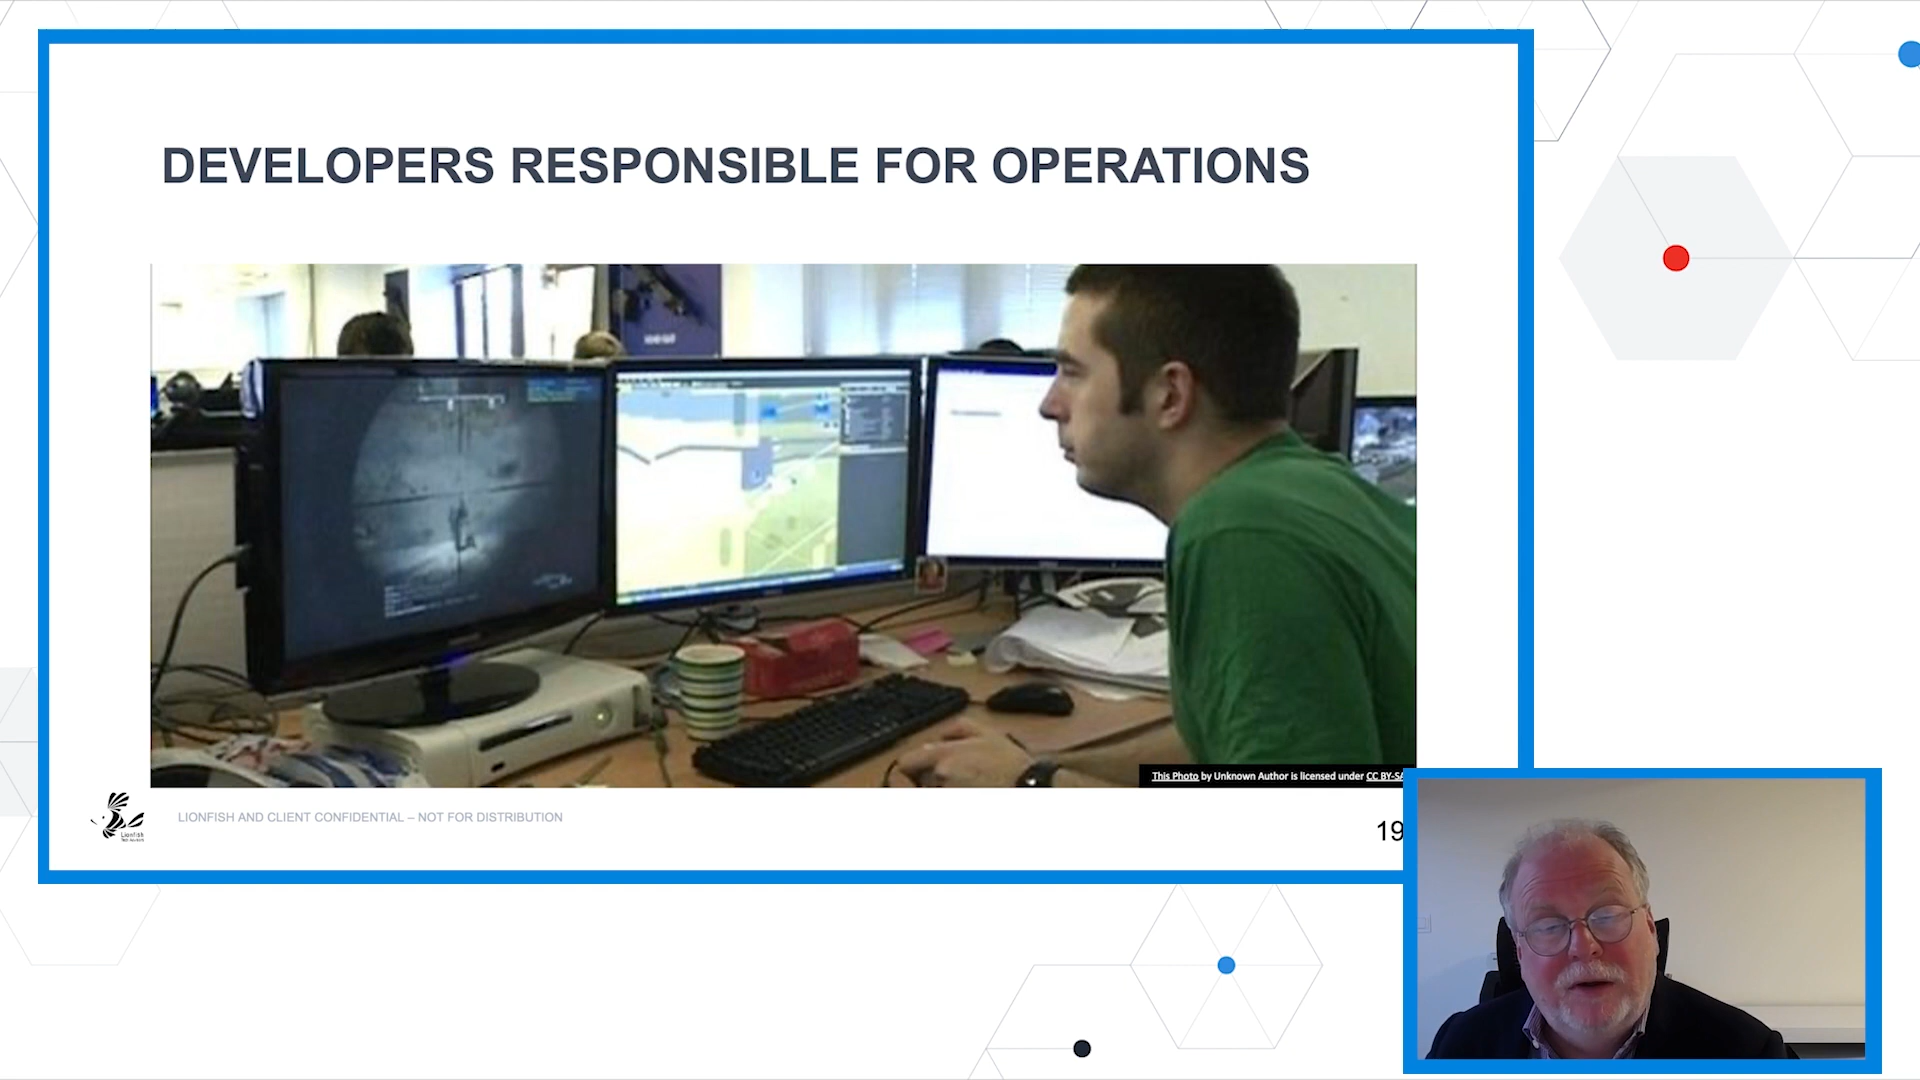 DEVELOPERS RESPONSIBLE FOR OPERATIONS
This Photo by Unknown Author is licensed under CC BY-SA
Lionfish
LIONFISH AND CLIENT CONFIDENTIAL – NOT FOR DISTRIBUTION
19